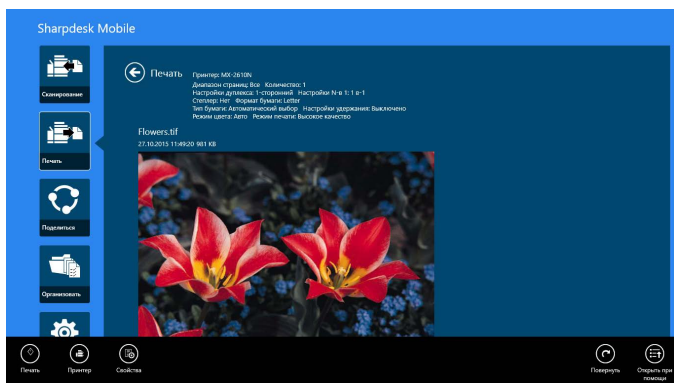 Sharpdesk Mobile
Сканирование
Печать
Поделиться
Организовать
Печать
Принтер: MX-2610N
Диапазон страниц: Все Количество: 1
Настройки дуплекса: 1-сторонний Настройки N-в 1: 1 в-1
Степлер: Нет Формат бумаги: Letter
Тип бумаги: Автоматический выбор Настройки удержания: Выключено
Режим цвета: Авто Режим печати: Высокое качество
Flowers.tif
27.10.2015 11:49:20 981 KB
Печать
Принтер
Свойства
Повернуть
Открыть при
помощи